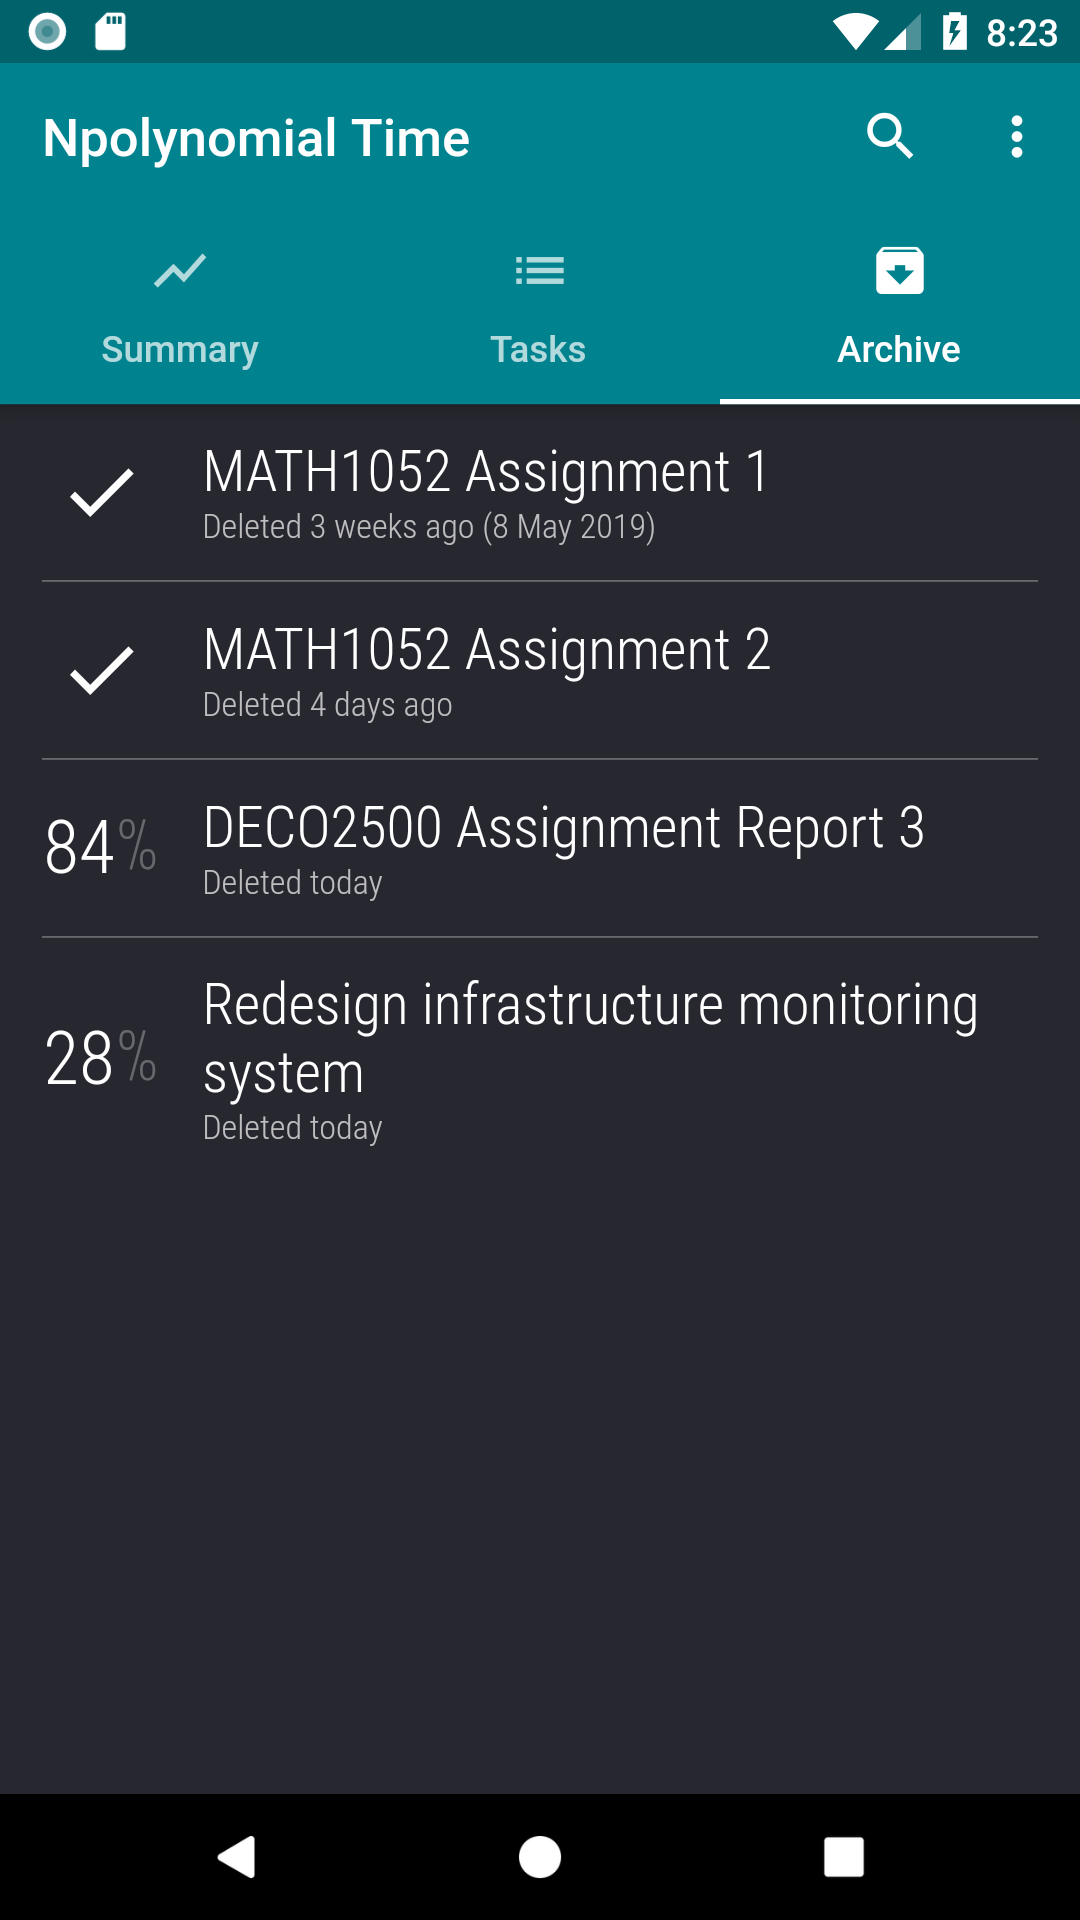 8:23
Npolynomial Time
Summary
Tasks
Archive
MATH1052 Assignment 1
Deleted 3 weeks ago (8 May 2019)
MATH1052 Assignment 2
Deleted 4 days ago
84%
DECO2500 Assignment Report 3
Deleted today
28%
Redesign infrastructure monitoring
system
Deleted today